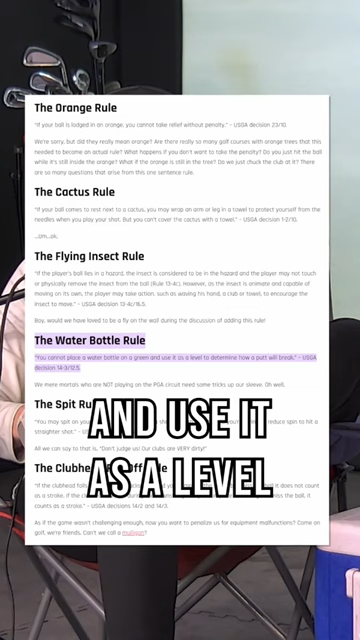 The Orange Rule
"If your ball is lodged in an orange, you cannot take relief without penalty." – USGA decision 23/10.
We're sorry, but did they really mean orange? Are there really so many golf courses with orange trees that this
needed to become an actual rule? What happens if you don't want to take the penalty? Do you just hit the ball
while it's still inside the orange? What if the orange is still in the tree? Do we just chuck the club at it? There
are so many questions that arise from this one sentence rule.
The Cactus Rule
"If your ball comes to rest next to a cactus, you may wrap an arm or leg in a towel to protect yourself from the
needles when you play your shot. But you can't cover the cactus with a towel." – USGA decision 1-2/10.
...um...ok.
The Flying Insect Rule
"If the player's ball lies in a hazard, the insect is considered to be in the hazard and the player may not touch
or physically remove the insect from the ball (Rule 13-4c). However, as the insect is animate and capable of
moving on its own, the player may take action, such as waving his hand, a club or towel, to encourage the
insect to move." – USGA decision 13-4c/16.5.
Boy, would we have loved to be a fly on the wall during the discussion of adding this rule!
The Water Bottle Rule
"You cannot place a water bottle on a green and use it as a level to determine how a putt will break." – USGA
decision 14-3/12.5.
We mere mortals who are NOT playing on the PGA circuit need some tricks up our sleeve. Oh well.
The Spit Ru
"You may spit on you reduce spin to hit a
straighter shot."
AND USE IT
All we can to that is, "Don't judge us! Our clubs are VERY dirty!"
The Clubhe
"If the clubhead falls it does not count
as a stroke. If th ss the ball, it
counts as a stroke." – USGA decisions 14/2 and 14/3.
AS A LEVEL
As if the game wasn't challenging enough, now you want to penalize us for equipment malfunctions? Come on
golf, we're friends. Can't we call a mulligan?